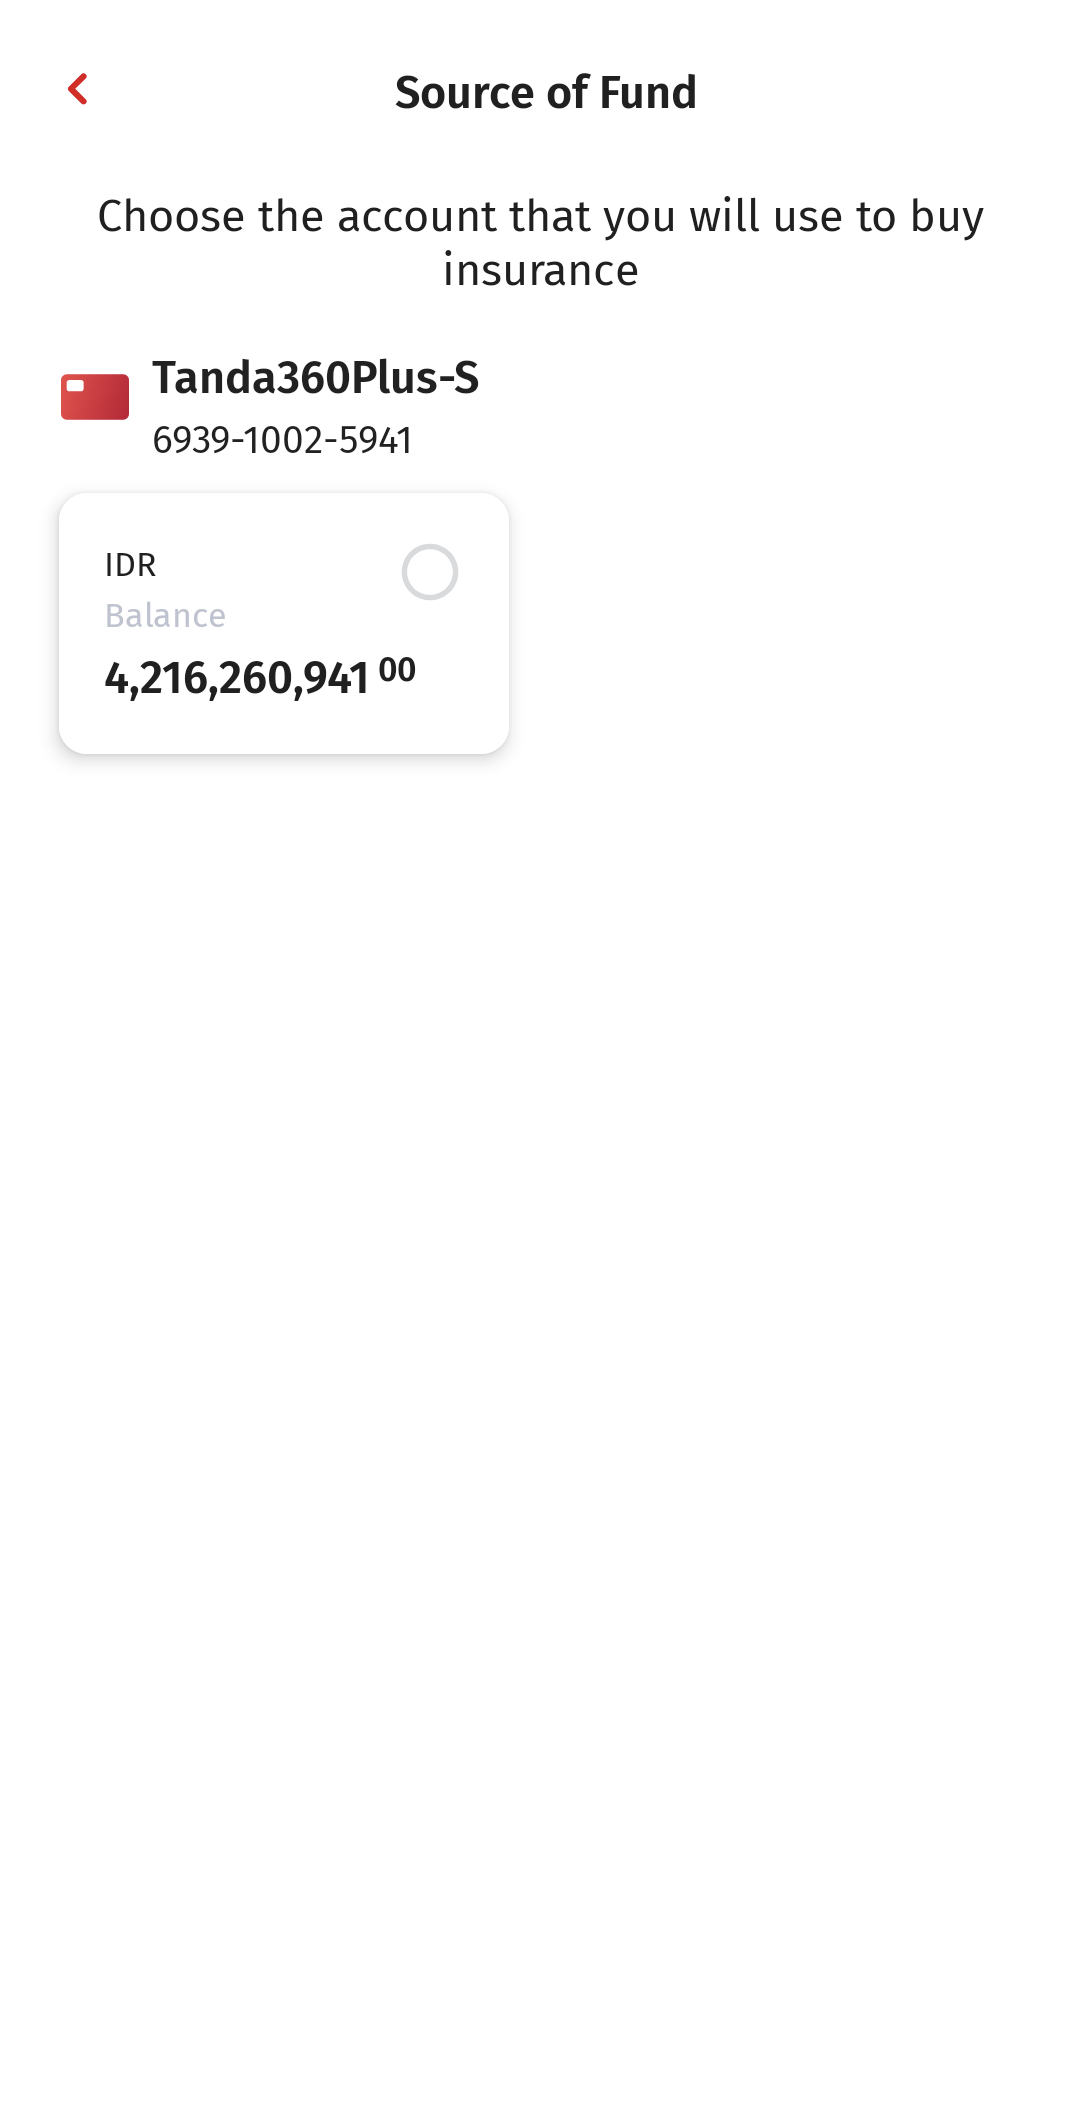 Source of Fund
Choose the account that you will use to buy
insurance
Tanda360Plus-S
6939-1002-5941
IDR
Balance
4,216,260,941 00